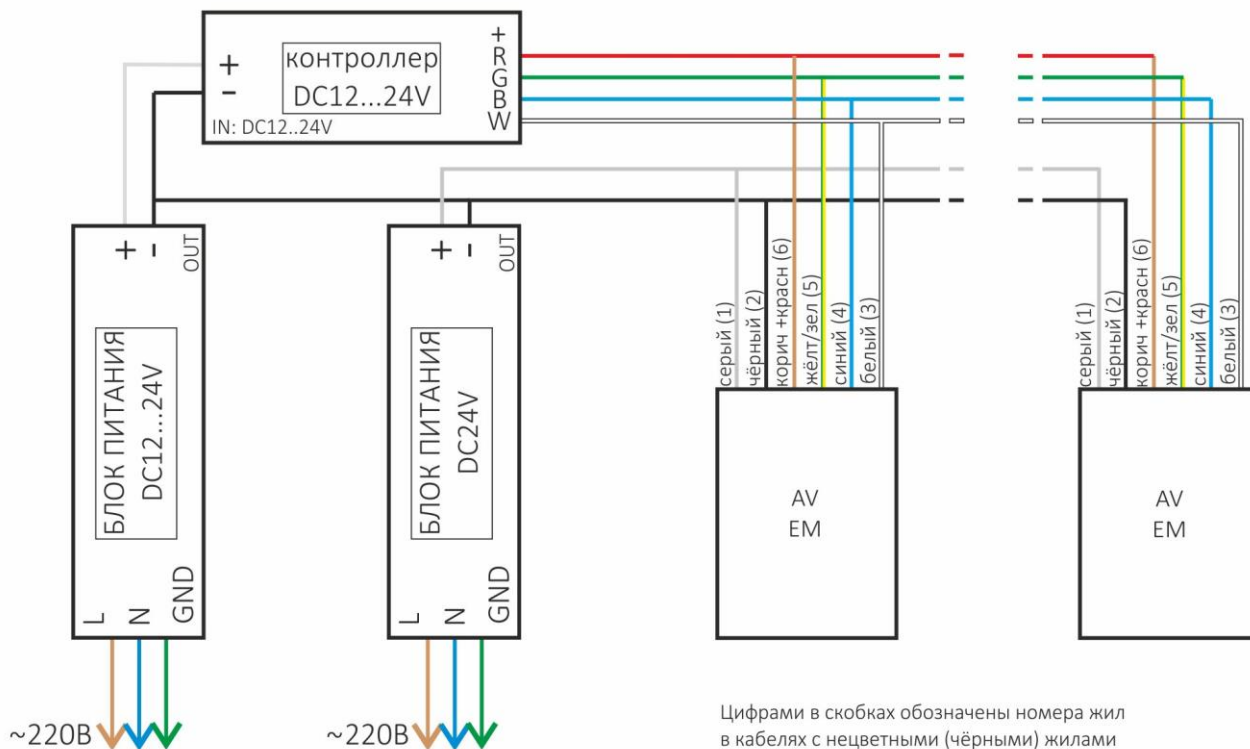 контроллер
DC12...24V
IN: DC12..24V
+
-
+
R
G
B
W
+
-
OUT
БЛОК ПИТАНИЯ
DC12...24V
L
N
GND
~220В
+
-
OUT
БЛОК ПИТАНИЯ
DC24V
L
N
GND
~220В
серый (1)
чёрный (2)
корич +красн (6)
жёлт/зел (5)
синий (4)
белый (3)
AV
EM
серый (1)
чёрный (2)
корич +красн (6)
жёлт/зел (5)
синий (4)
белый (3)
AV
EM
Цифрами в скобках обозначены номера жил
в кабелях с нецветными (чёрными) жилами